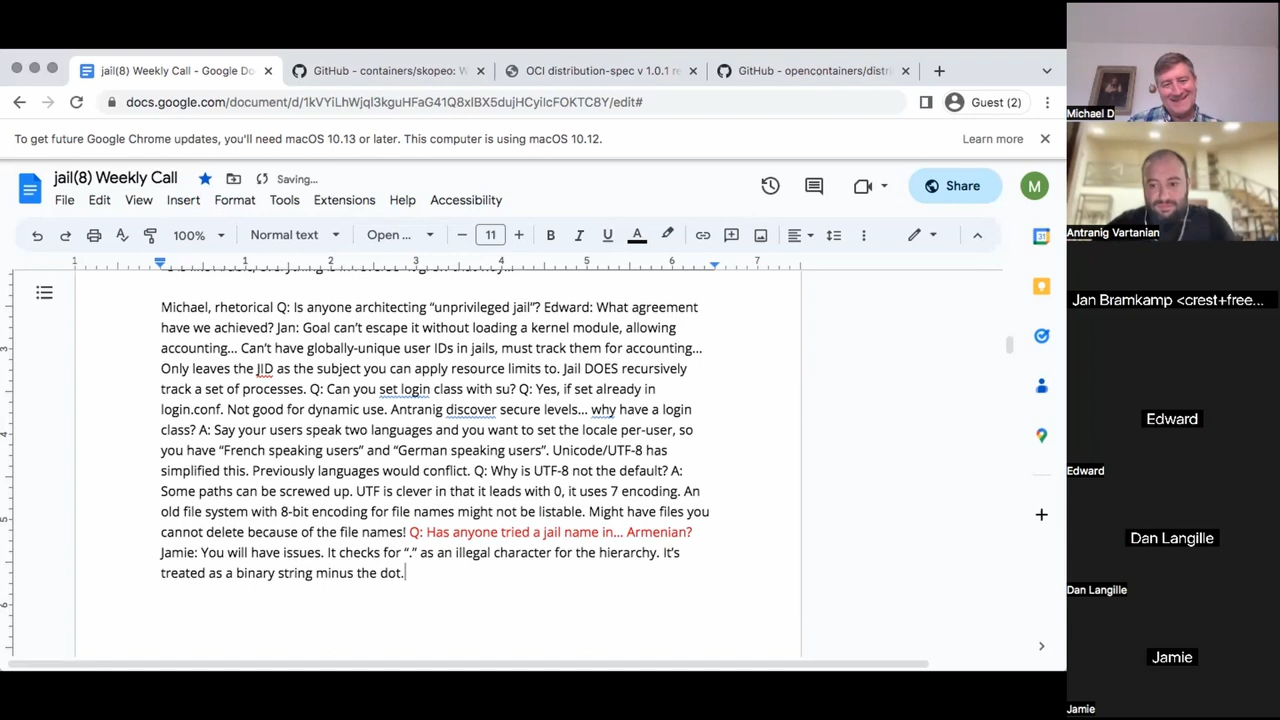 jail(8) Weekly Call - Google Do
GitHub - containers/skopeo: W
OCI distribution-spec v 1.0.1 re
GitHub - opencontainers/distri
docs.google.com/document/d/1kVYiLhWjqI3kguHFaG41Q8xIBX5dujHCyiIcFOKTC8Y/edit#
Guest (2)
To get future Google Chrome updates, you'll need macOS 10.13 or later. This computer is using macOS 10.12.
Learn more
jail(8) Weekly Call
Saving...
Share
M
File Edit View Insert Format Tools Extensions Help Accessibility
100% Normal text Open ... 11 B I U A
1 1 2 3 4 5 6 7
Michael, rhetorical Q: Is anyone architecting “unprivileged jail”? Edward: What agreement
have we achieved? Jan: Goal can’t escape it without loading a kernel module, allowing
accounting... Can’t have globally-unique user IDs in jails, must track them for accounting...
Only leaves the JID as the subject you can apply resource limits to. Jail DOES recursively
track a set of processes. Q: Can you set login class with su? Q: Yes, if set already in
login.conf. Not good for dynamic use. Antranig discover secure levels... why have a login
class? A: Say your users speak two languages and you want to set the locale per-user, so
you have “French speaking users” and “German speaking users”. Unicode/UTF-8 has
simplified this. Previously languages would conflict. Q: Why is UTF-8 not the default? A:
Some paths can be screwed up. UTF is clever in that it leads with 0, it uses 7 encoding. An
old file system with 8-bit encoding for file names might not be listable. Might have files you
cannot delete because of the file names! Q: Has anyone tried a jail name in... Armenian?
Jamie: You will have issues. It checks for “.” as an illegal character for the hierarchy. It’s
treated as a binary string minus the dot.
3
4
5
6
31
Michael D
Antranig Vartanian
Jan Bramkamp <crest+free...
Edward
Edward
Dan Langille
Dan Langille
Jamie
Jamie